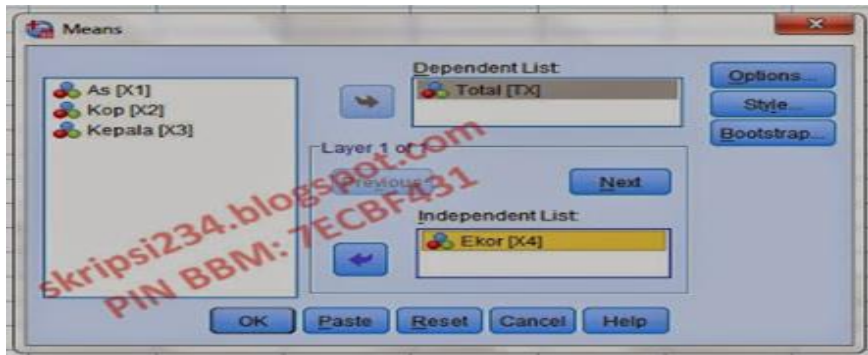 Means
As [X1]
Kop [X2]
Kepala [X3]
Dependent List:
Total [TX]
Options...
Style...
Bootstrap...
Layer 1 of 1
Previous
Next
Independent List:
Ekor [X4]
OK
Paste
Reset
Cancel
Help
skripsi234.blogspot.com
PIN BBM: 7ECBF431